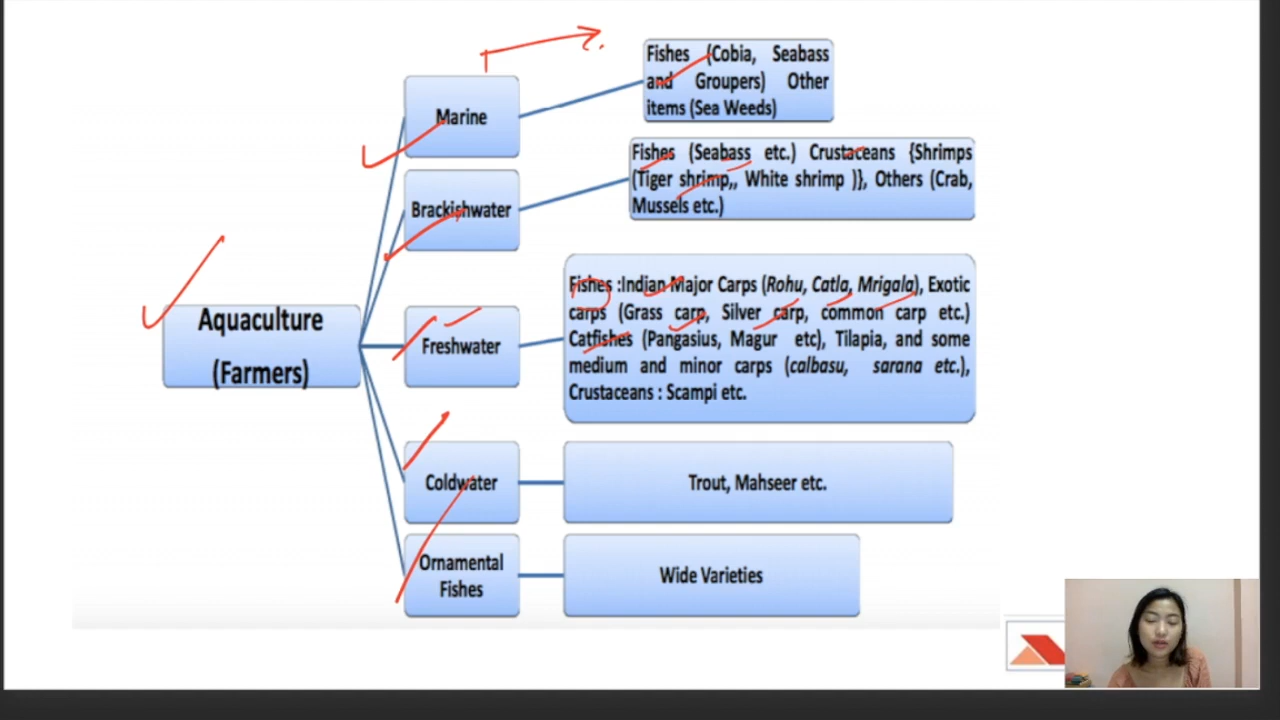 Marine
Fishes (Cobia, Seabass
and Groupers) Other
items (Sea Weeds)
Brackishwater
Fishes (Seabass etc.) Crustaceans {Shrimps
(Tiger shrimp,, White shrimp )}, Others (Crab,
Mussels etc.)
Aquaculture
(Farmers)
Freshwater
Fishes :Indian Major Carps (Rohu, Catla, Mrigala), Exotic
carps (Grass carp, Silver carp, common carp etc.)
Catfishes (Pangasius, Magur etc), Tilapia, and some
medium and minor carps (calbasu, sarana etc.),
Crustaceans : Scampi etc.
Coldwater
Trout, Mahseer etc.
Ornamental
Fishes
Wide Varieties